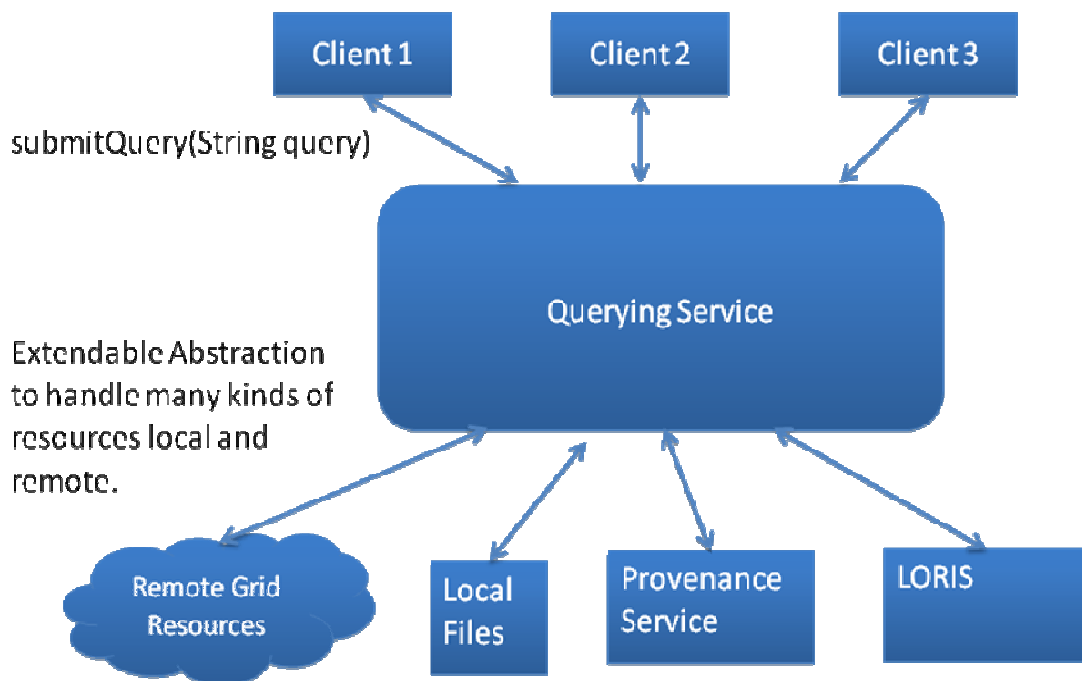 Client 1
Client 2
Client 3
submitQuery(String query)
Querying Service
Extendable Abstraction
to handle many kinds of
resources local and
remote.
Remote Grid
Resources
Local
Files
Provenance
Service
LORIS